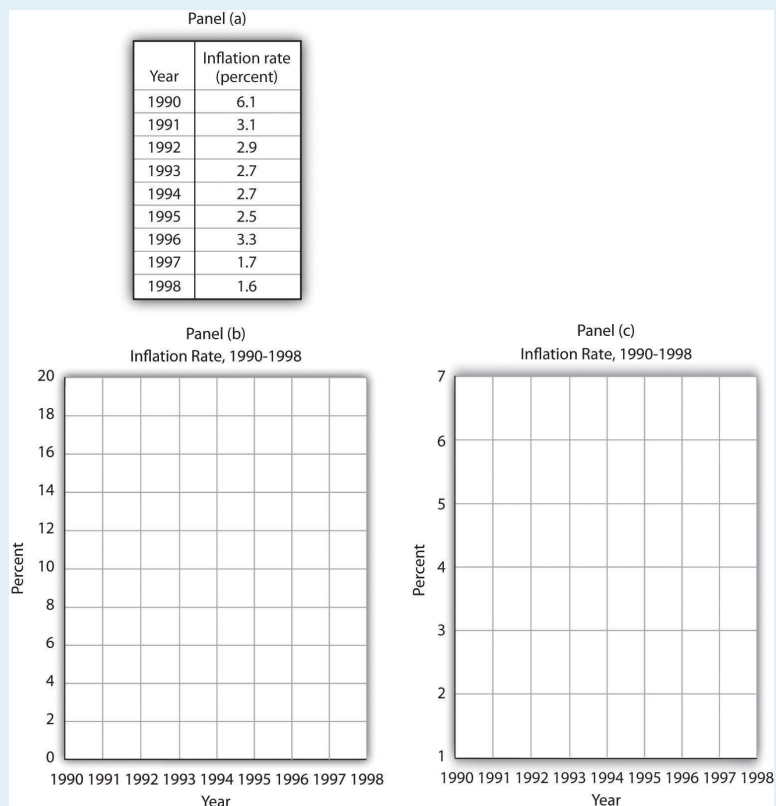 Panel (a)
Inflation rate
Year (percent)
1990 6.1
1991 3.1
1992 2.9
1993 2.7
1994 2.7
1995 2.5
1996 3.3
1997 1.7
1998 1.6
Panel (b)
Inflation Rate, 1990-1998
20
18
16
14
12
10
8
6
4
2
0
Percent
1990 1991 1992 1993 1994 1995 1996 1997 1998
Year
Panel (c)
Inflation Rate, 1990-1998
7
6
5
4
3
2
1
Percent
1990 1991 1992 1993 1994 1995 1996 1997 1998
Year